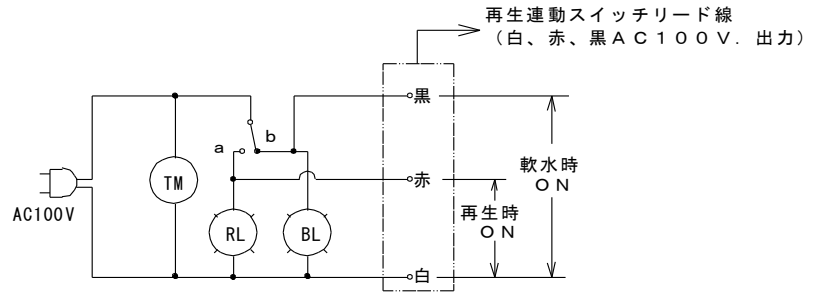 再生連動スイッチリード線
（白、赤、黒ＡＣ１００Ｖ．出力）
黒
b
a
TM
赤
軟水時
ＯＮ
AC100V
再生時
ＯＮ
RL
BL
白